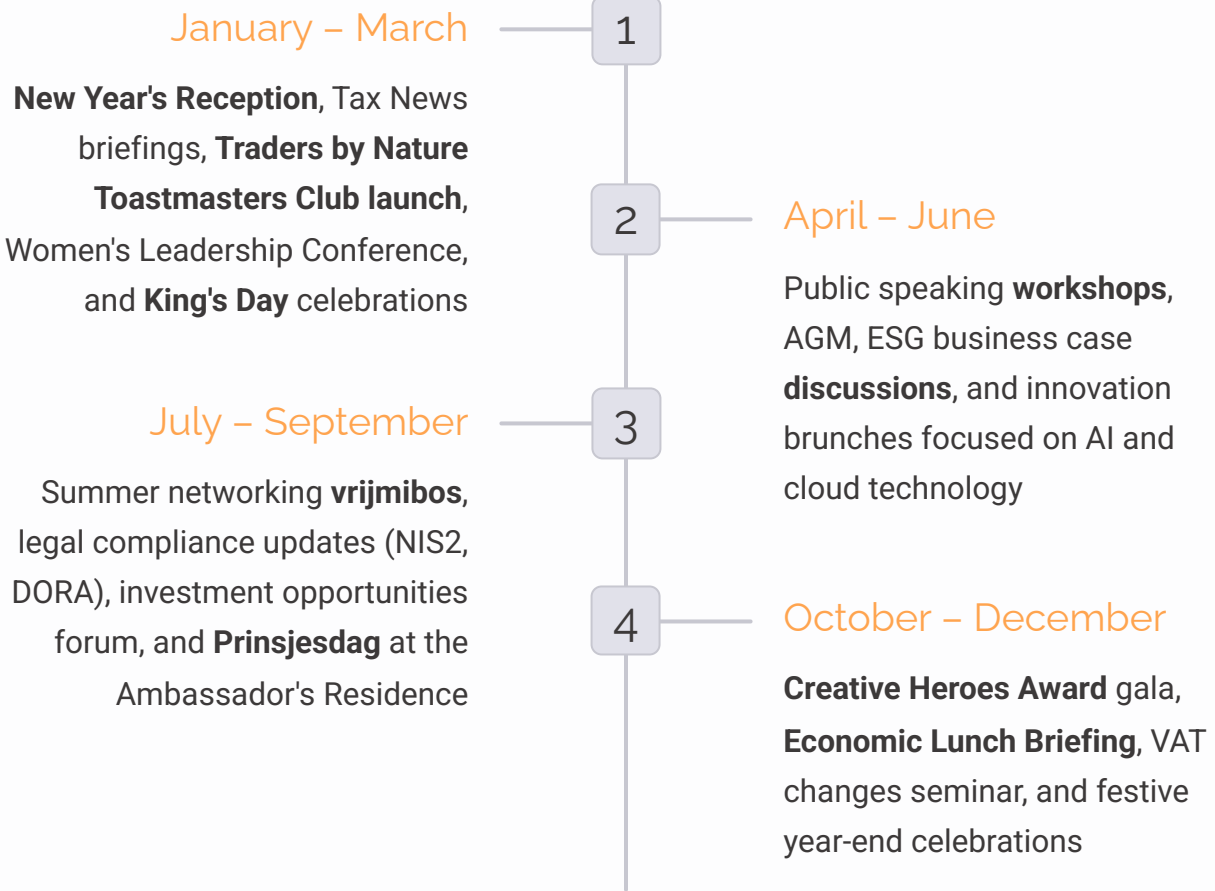 January – March
1
New Year's Reception, Tax News
briefings, Traders by Nature
Toastmasters Club launch,
Women's Leadership Conference,
and King's Day celebrations
2
April – June
Public speaking workshops,
AGM, ESG business case
discussions, and innovation
brunches focused on AI and
cloud technology
July – September
3
Summer networking vrijmibos,
legal compliance updates (NIS2,
DORA), investment opportunities
forum, and Prinsjesdag at the
Ambassador's Residence
4
October – December
Creative Heroes Award gala,
Economic Lunch Briefing, VAT
changes seminar, and festive
year-end celebrations